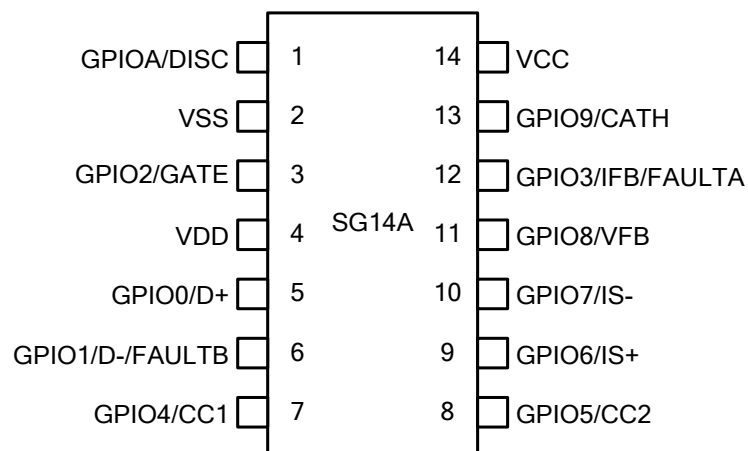 GPIOA/DISC 1 14 VCC
VSS 2 13 GPIO9/CATH
GPIO2/GATE 3 12 GPIO3/IFB/FAULTA
VDD 4 SG14A 11 GPIO8/VFB
GPIO0/D+ 5 10 GPIO7/IS-
GPIO1/D-/FAULTB 6 9 GPIO6/IS+
GPIO4/CC1 7 8 GPIO5/CC2